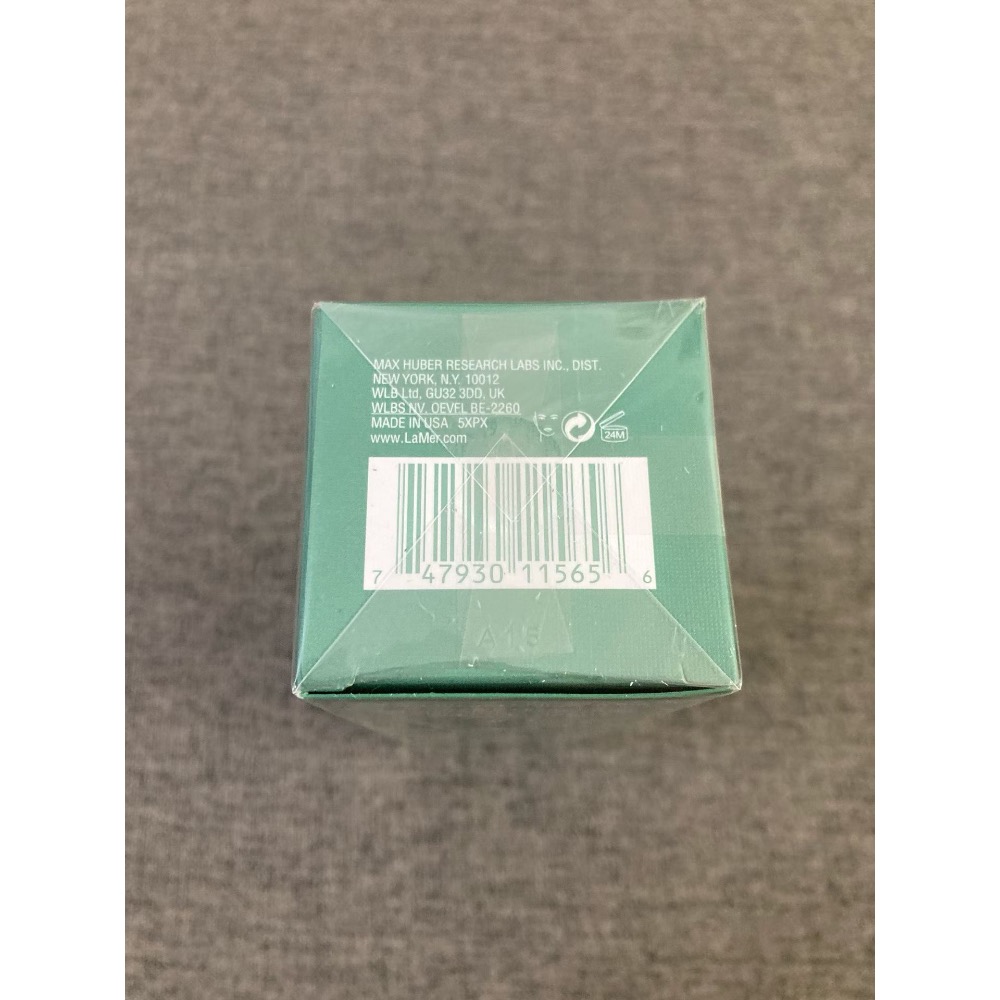 MAX HUBER RESEARCH LABS INC., DIST.
NEW YORK, N.Y. 10012
WLB Ltd, GU32 3DD, UK
WLBS NV. OEVEL BE-2260
MADE IN USA 5XPX
www.LaMer.com
24M
7 47930 11565 6
A15